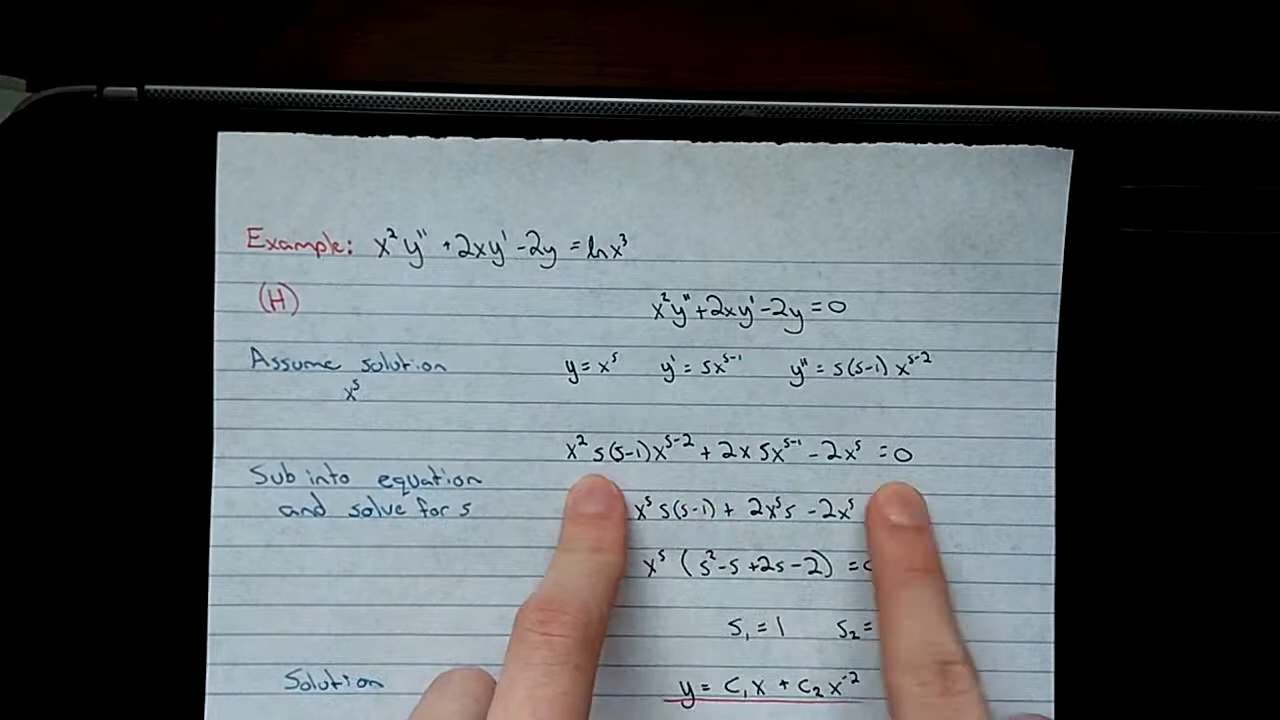 Example: x² y'' + 2xy' - 2y = ln x³
(H)
x² y'' + 2xy' - 2y = 0
Assume solution y = xˢ y' = sxˢ⁻¹ y'' = s(s-1) xˢ⁻²
xˢ
x² s(s-1)xˢ⁻² + 2x sxˢ⁻¹ - 2xˢ = 0
Sub into equation
and solve for s xˢ s(s-1) + 2xˢs - 2xˢ
xˢ (s² - s + 2s - 2) =
s₁ = 1 s₂ =
Solution y = c₁x + c₂x⁻²